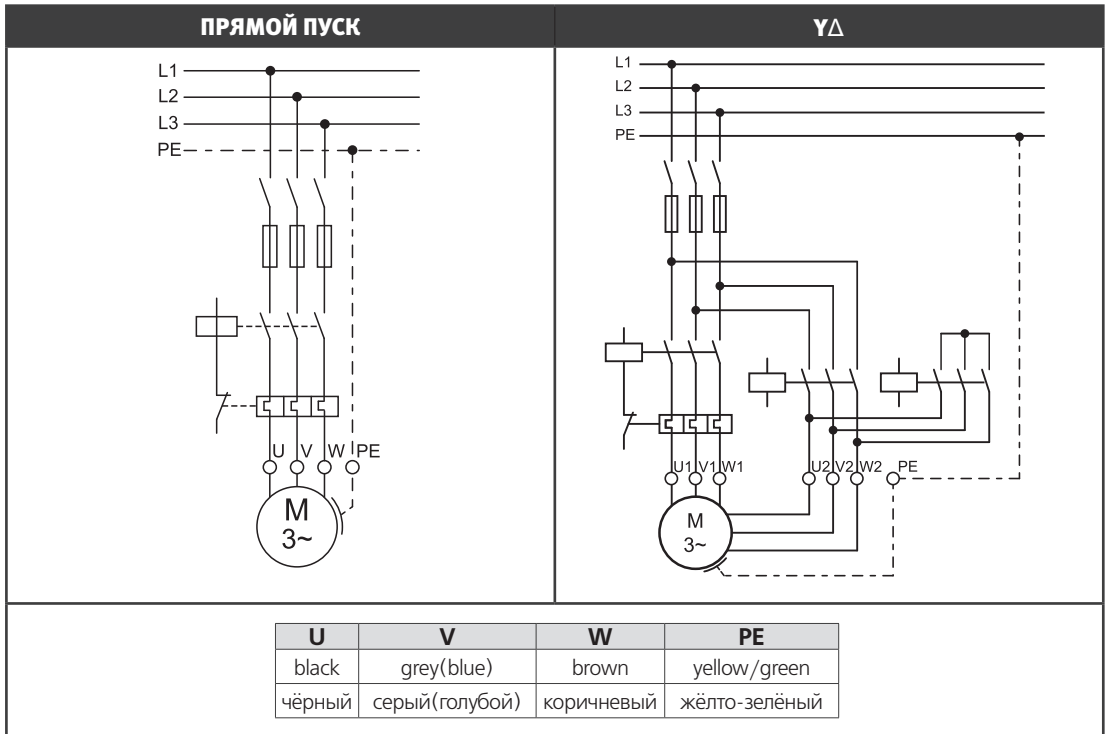 ПРЯМОЙ ПУСК
YΔ
L1
L2
L3
PE
U V W PE
M
3~
L1
L2
L3
PE
U1 V1 W1 U2 V2 W2 PE
M
3~
U V W PE
black grey(blue) brown yellow/green
чёрный серый(голубой) коричневый жёлто-зелёный